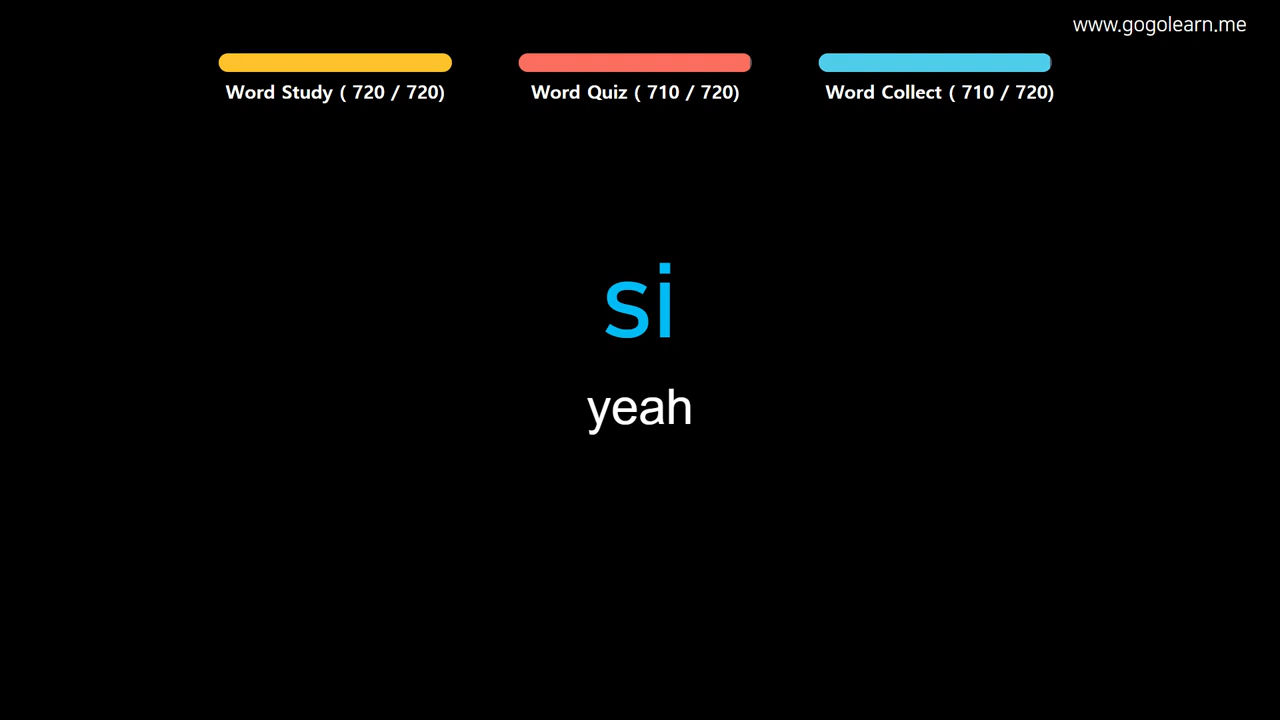 www.gogolearn.me
Word Study ( 720 / 720)
Word Quiz ( 710 / 720)
Word Collect ( 710 / 720)
si
yeah